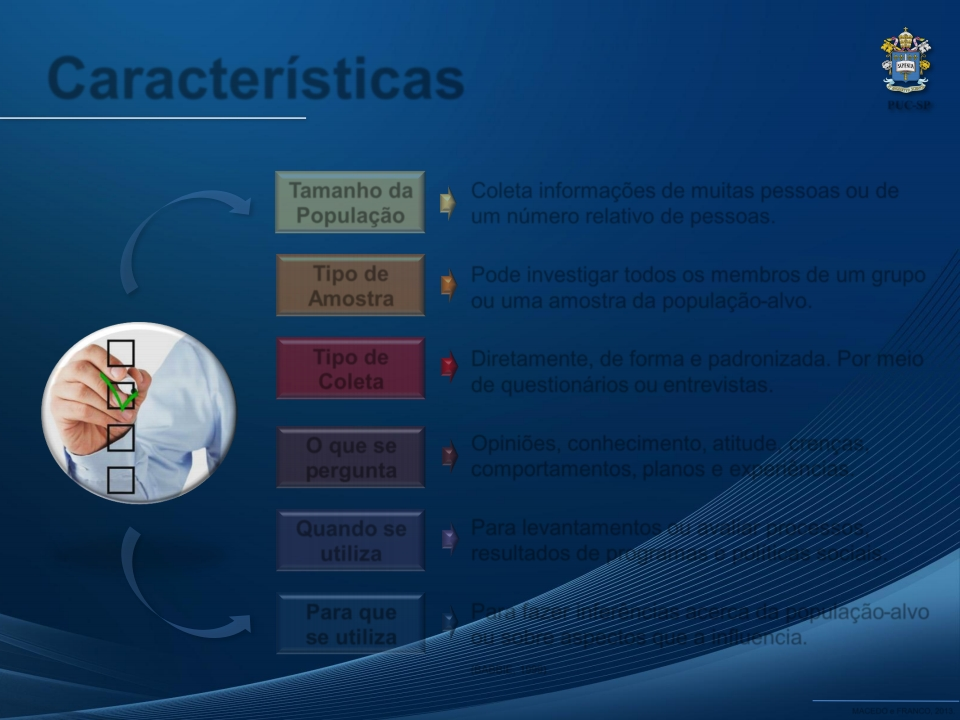 Características
SAPIENTIA
PUC-SP
Tamanho da
População
Coleta informações de muitas pessoas ou de
um número relativo de pessoas.
Tipo de
Amostra
Pode investigar todos os membros de um grupo
ou uma amostra da população-alvo.
Tipo de
Coleta
Diretamente, de forma e padronizada. Por meio
de questionários ou entrevistas.
O que se
pergunta
Opiniões, conhecimento, atitude, crenças,
comportamentos, planos e experiências.
Quando se
utiliza
Para levantamentos ou avaliar processos,
resultados de programas e políticas sociais.
Para que
se utiliza
Para fazer inferências acerca da população-alvo
ou sobre aspectos que a influencia.